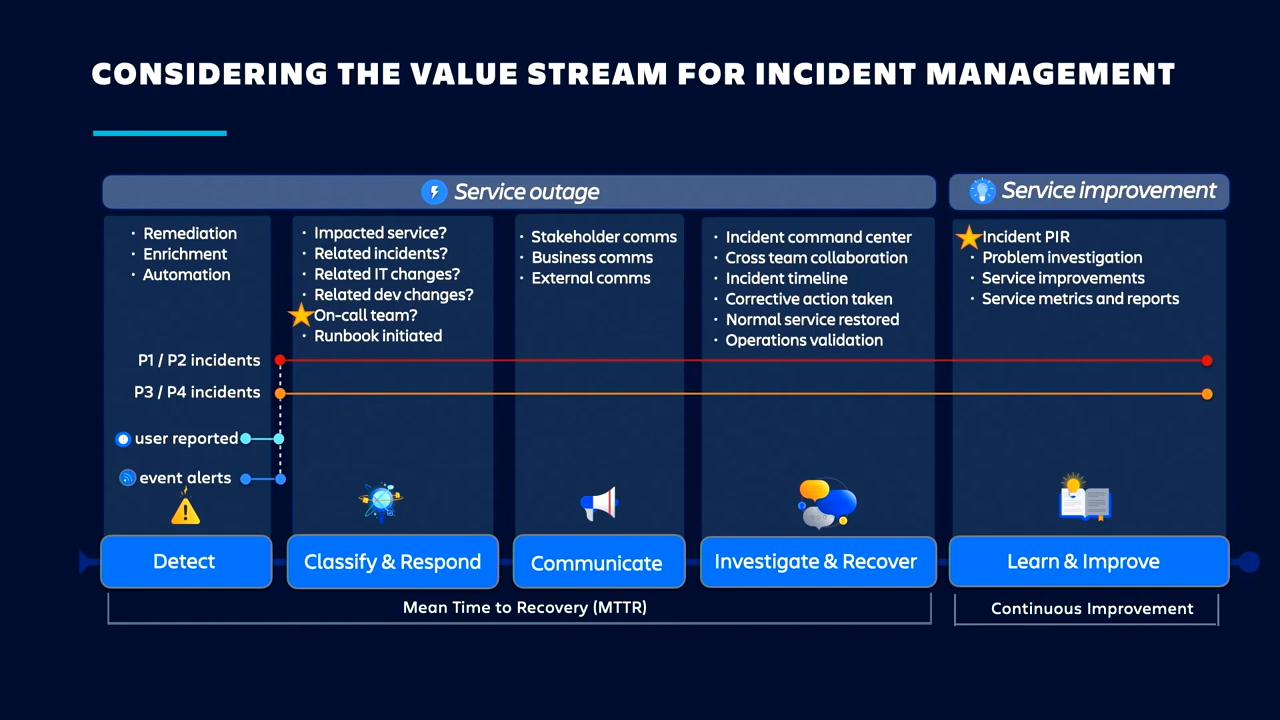 CONSIDERING THE VALUE STREAM FOR INCIDENT MANAGEMENT
Service outage
Service improvement
· Remediation
· Enrichment
· Automation
· Impacted service?
· Related incidents?
· Related IT changes?
· Related dev changes?
On-call team?
· Runbook initiated
· Stakeholder comms
· Business comms
· External comms
· Incident command center
· Cross team collaboration
· Incident timeline
· Corrective action taken
· Normal service restored
· Operations validation
Incident PIR
· Problem investigation
· Service improvements
· Service metrics and reports
P1 / P2 incidents
P3 / P4 incidents
user reported
event alerts
Detect
Classify & Respond
Communicate
Investigate & Recover
Learn & Improve
Mean Time to Recovery (MTTR)
Continuous Improvement